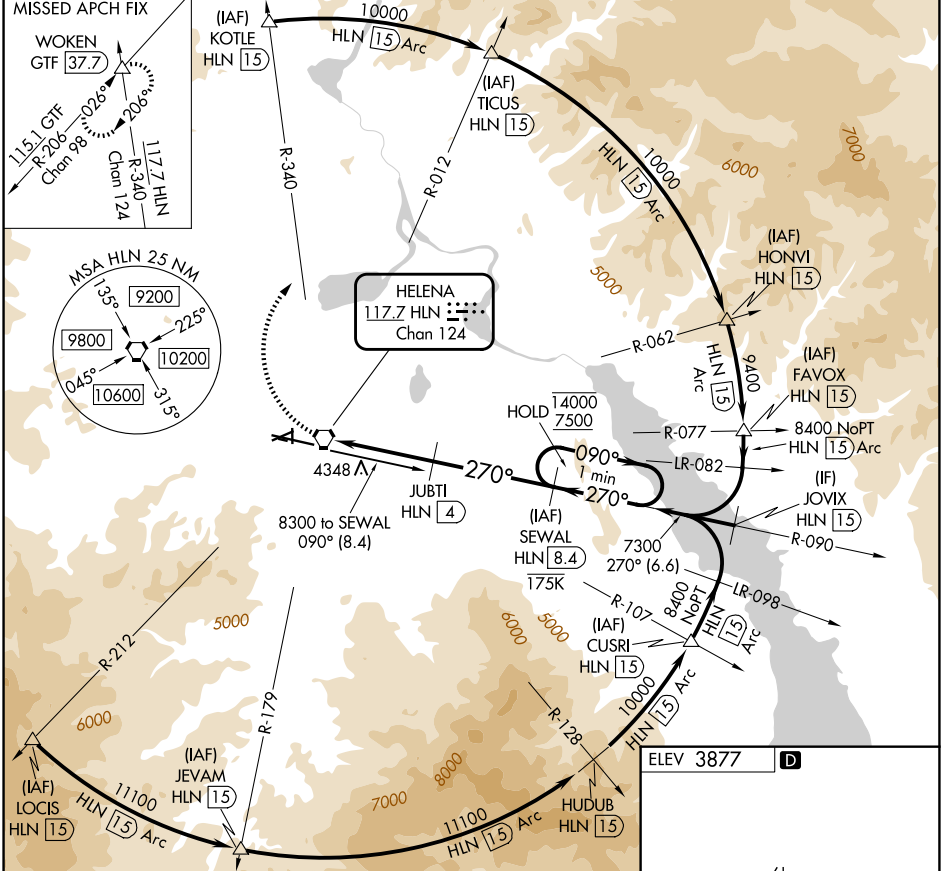 MISSED APCH FIX
WOKEN
GTF 37.7
026°
206°
115.1 GTF
R-206
Chan 98
117.7 HLN
R-340
Chan 124
(IAF)
KOTLE
HLN 15
10000
HLN 15 Arc
(IAF)
TICUS
HLN 15
R-340
R-012
10000
HLN 15 Arc
6000
7000
5000
(IAF)
HONVI
HLN 15
MSA HLN 25 NM
135°
9200
225°
9800
10200
045°
10600
315°
HELENA
117.7 HLN
Chan 124
R-062
HLN 15
Arc
9400
(IAF)
FAVOX
HLN 15
R-077
8400 NoPT
HLN 15 Arc
HOLD
14000
7500
090°
1 min
270°
LR-082
4348
270°
JUBTI
HLN 4
8300 to SEWAL
090° (8.4)
(IAF)
SEWAL
HLN 8.4
175K
(IF)
JOVIX
HLN 15
R-090
7300
270° (6.6)
LR-098
8400
NoPT
HLN 15
Arc
R-107
(IAF)
CUSRI
HLN 15
5000
6000
5000
R-212
R-179
R-128
10000
HLN 15 Arc
6000
(IAF)
LOCIS
HLN 15
(IAF)
JEVAM
HLN 15
11100
HLN 15 Arc
7000
8000
11100
HLN 15 Arc
HUDUB
HLN 15
ELEV 3877
D